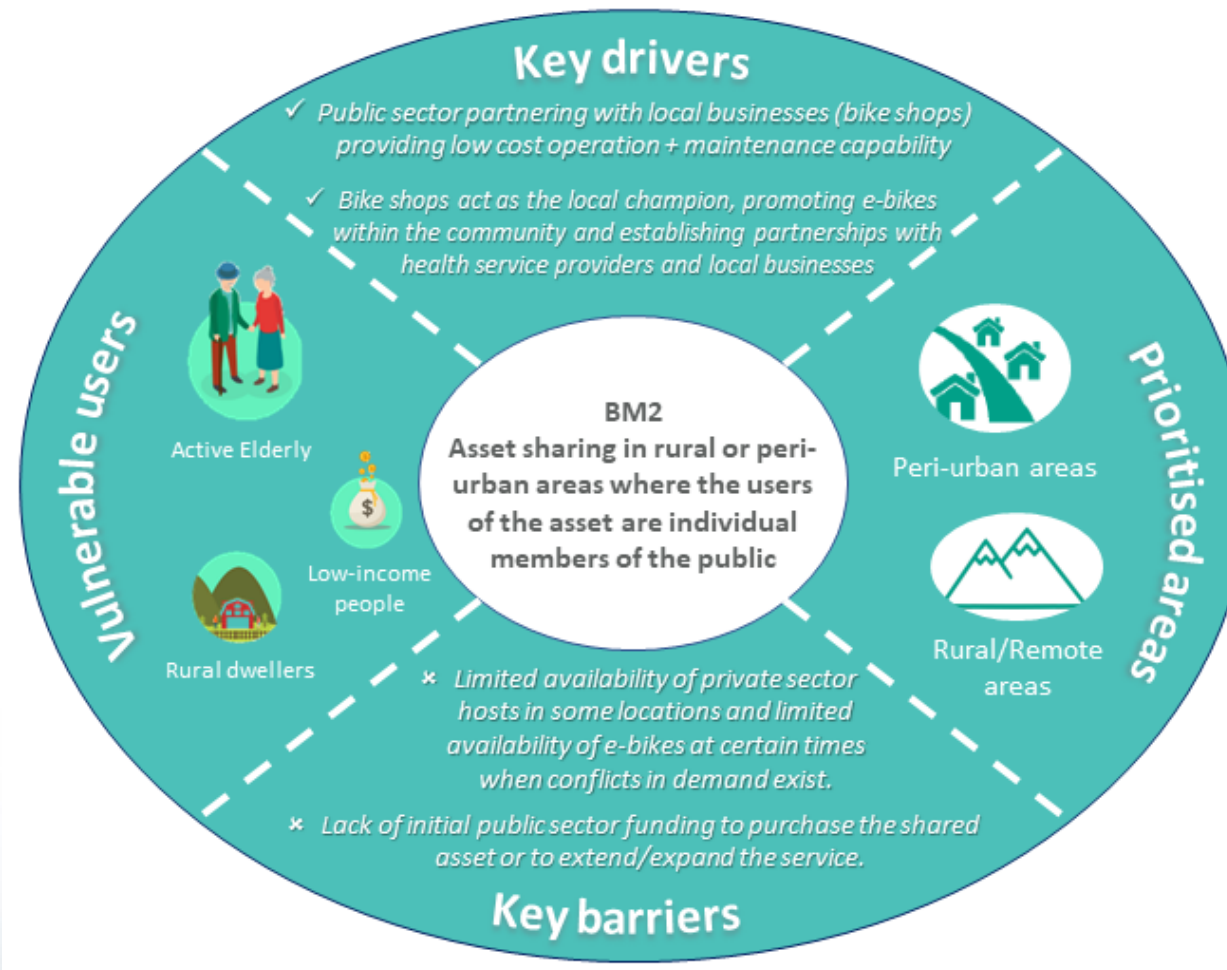 Key drivers
✓ Public sector partnering with local businesses (bike shops)
providing low cost operation + maintenance capability
✓ Bike shops act as the local champion, promoting e-bikes
within the community and establishing partnerships with
health service providers and local businesses
Vulnerable users
Active Elderly
$
Low-income
people
Rural dwellers
BM2
Asset sharing in rural or peri-
urban areas where the users
of the asset are individual
members of the public
Prioritised areas
Peri-urban areas
Rural/Remote
areas
× Limited availability of private sector
hosts in some locations and limited
availability of e-bikes at certain times
when conflicts in demand exist.
× Lack of initial public sector funding to purchase the shared
asset or to extend/expand the service.
Key barriers